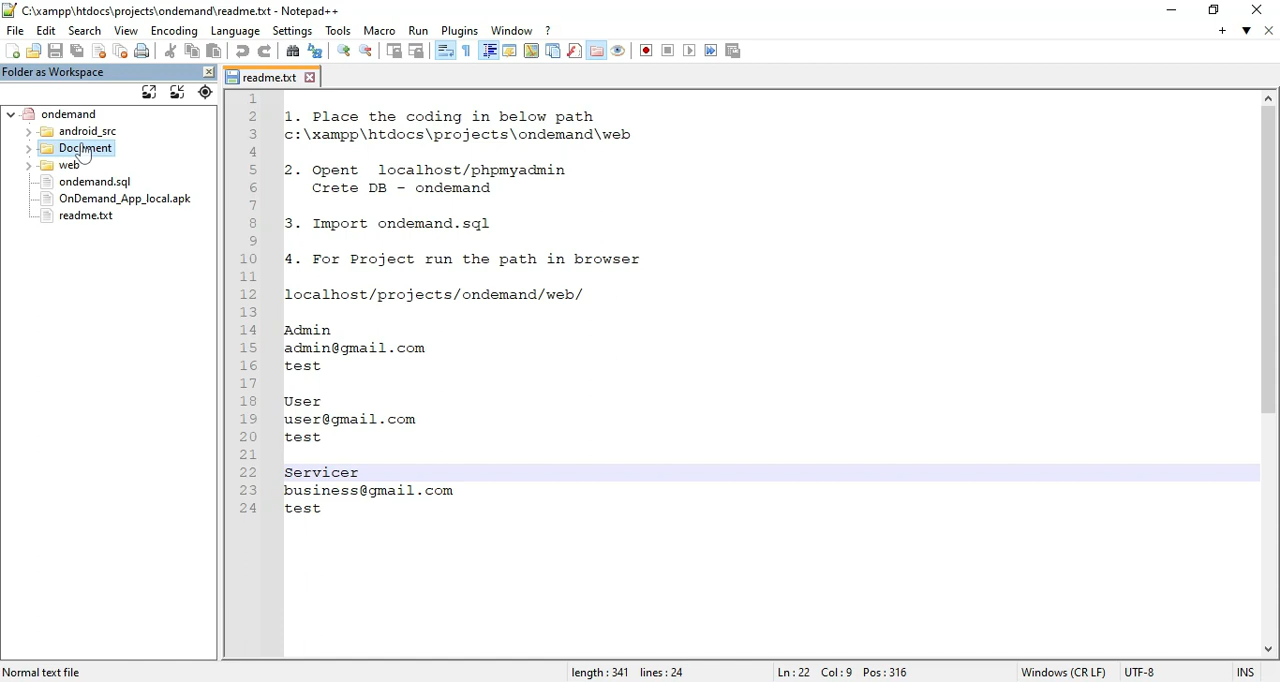 C:\xampp\htdocs\projects\ondemand\readme.txt - Notepad++
File Edit Search View Encoding Language Settings Tools Macro Run Plugins Window ?
Folder as Workspace
readme.txt
ondemand
android_src
Document
web
ondemand.sql
OnDemand_App_local.apk
readme.txt
1
2 1. Place the coding in below path
3 c:\xampp\htdocs\projects\ondemand\web
4
5 2. Opent  localhost/phpmyadmin
6    Crete DB - ondemand
7
8 3. Import ondemand.sql
9
10 4. For Project run the path in browser
11
12 localhost/projects/ondemand/web/
13
14 Admin
15 admin@gmail.com
16 test
17
18 User
19 user@gmail.com
20 test
21
22 Servicer
23 business@gmail.com
24 test
Normal text file length : 341 lines : 24 Ln : 22 Col : 9 Pos : 316 Windows (CR LF) UTF-8 INS